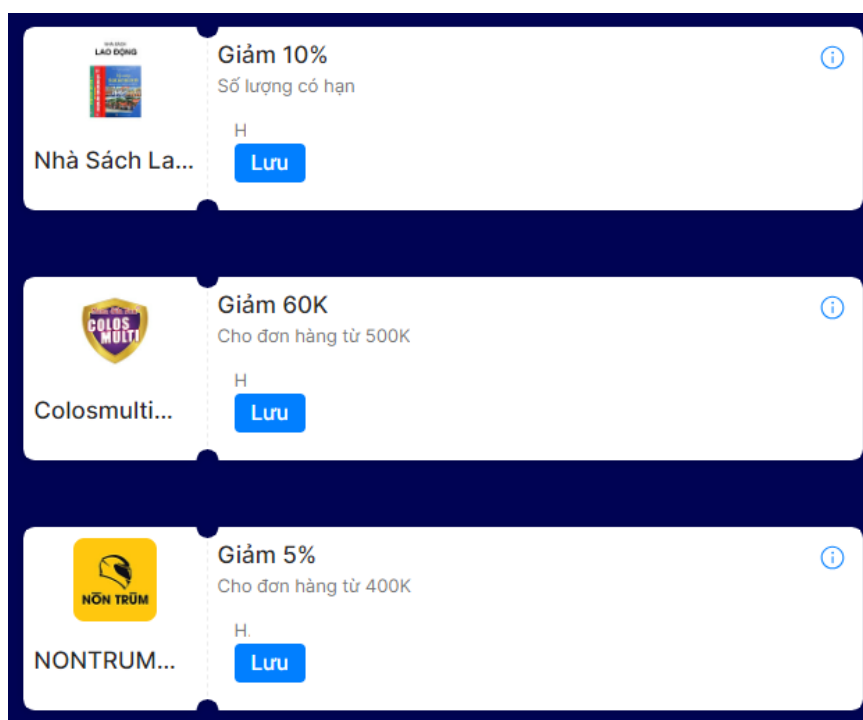 NHÀ SÁCH
LAO ĐỘNG
Nhà Sách La...
Giảm 10%
Số lượng có hạn
H
Lưu
COLOS
MULTI
Colosmulti...
Giảm 60K
Cho đơn hàng từ 500K
H
Lưu
NÓN TRÙM
NONTRUM...
Giảm 5%
Cho đơn hàng từ 400K
H.
Lưu